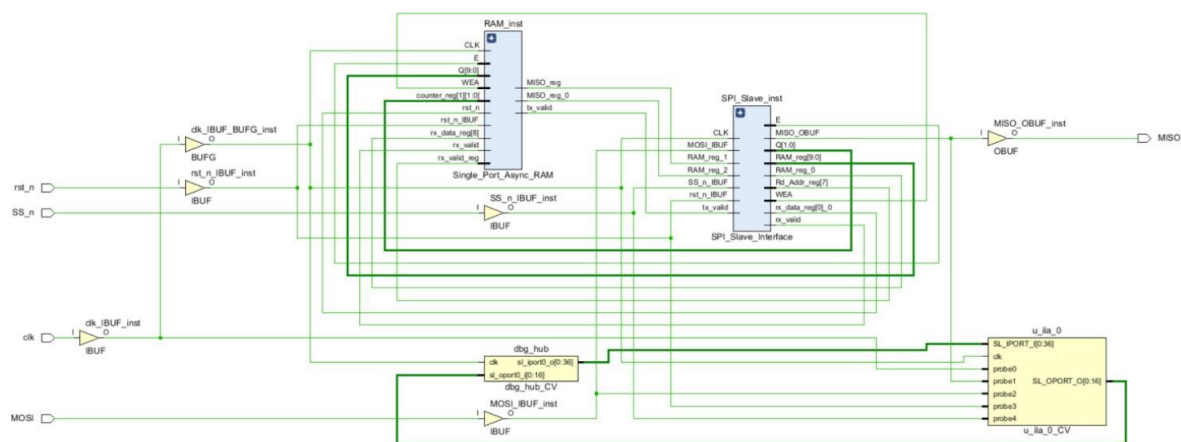 RAM_inst
CLK
E
Q[9:0]
WEA
counter_reg[1][1:0]
rst_n
rst_n_IBUF
rx_data_reg[8]
rx_valid
rx_valid_reg
MISO_reg
MISO_reg_0
tx_valid
Single_Port_Async_RAM
SPI_Slave_inst
CLK
MOSI_IBUF
RAM_reg_1
RAM_reg_2
SS_n_IBUF
rst_n_IBUF
tx_valid
E
MISO_OBUF
Q[1:0]
RAM_reg[9:0]
RAM_reg_0
Rd_Addr_reg[7]
WEA
rx_data_reg[0]_0
rx_valid
SPI_Slave_Interface
MISO_OBUF_inst
I O
OBUF
MISO
clk_IBUF_BUFG_inst
I O
BUFG
rst_n
rst_n_IBUF_inst
I O
IBUF
SS_n
SS_n_IBUF_inst
I O
IBUF
clk
clk_IBUF_inst
I O
IBUF
dbg_hub
clk sl_iport0_o[0:36]
sl_oport0_i[0:16]
dbg_hub_CV
MOSI
MOSI_IBUF_inst
I O
IBUF
u_ila_0
SL_IPORT_I[0:36]
clk
probe0
probe1 SL_OPORT_O[0:16]
probe2
probe3
probe4
u_ila_0_CV